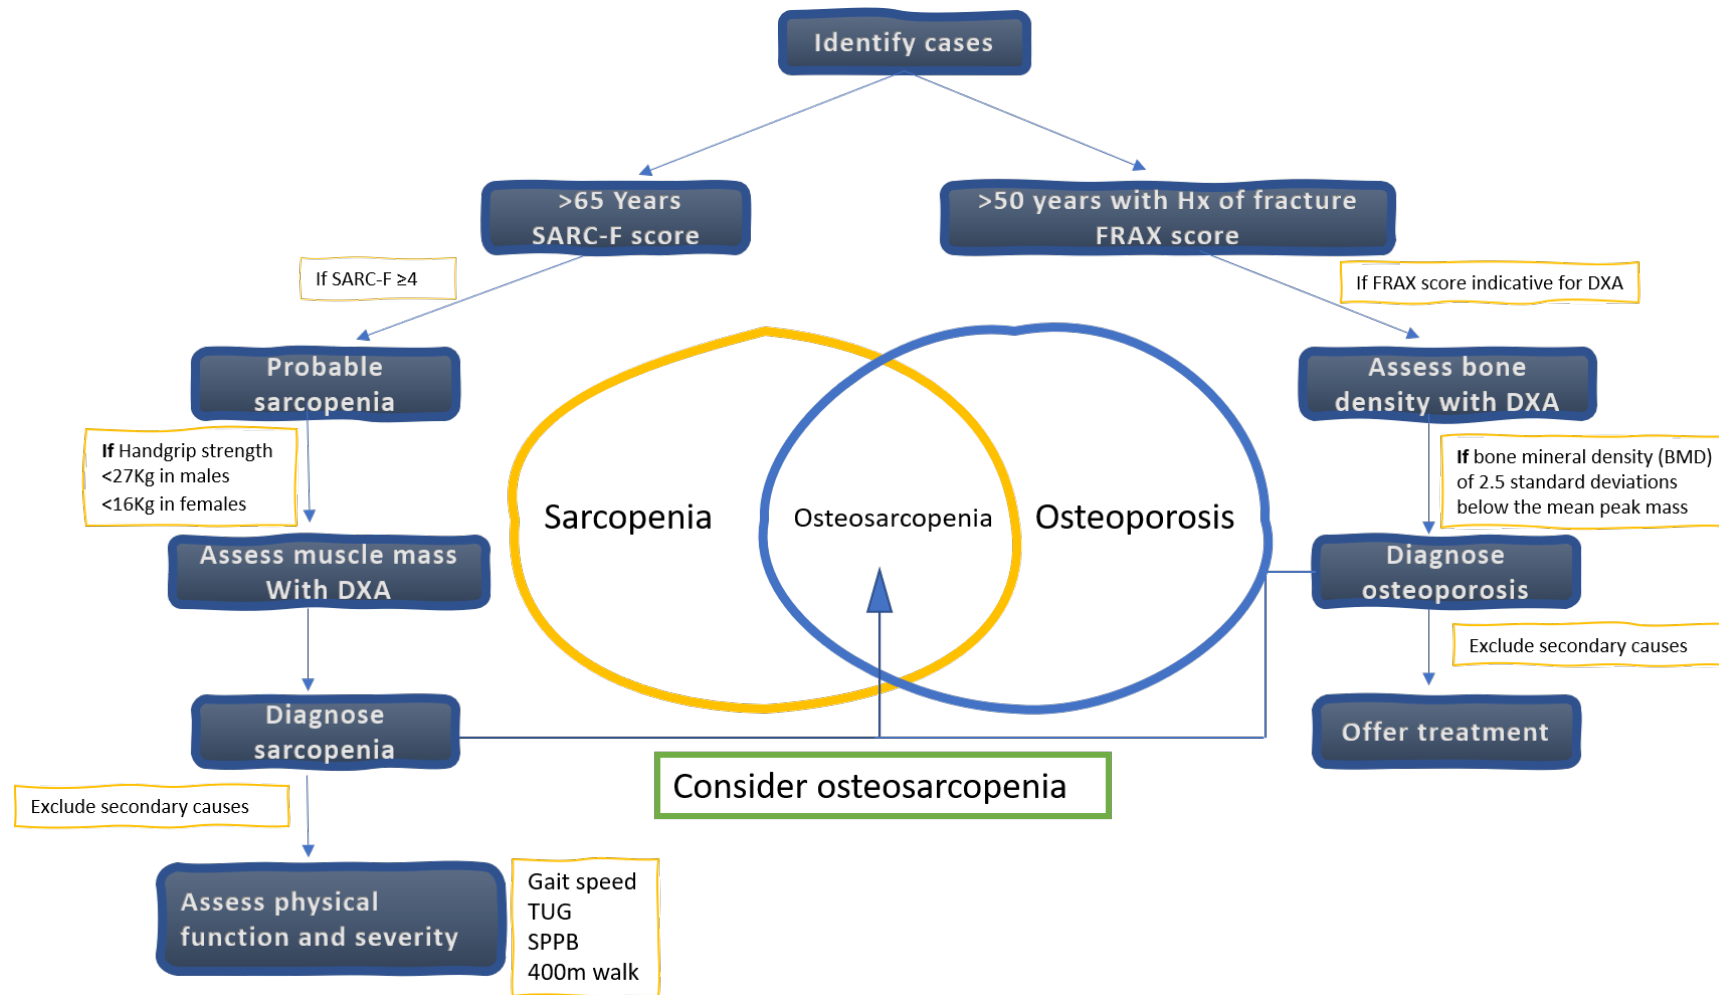 Identify cases
>65 Years
SARC-F score
>50 years with Hx of fracture
FRAX score
If SARC-F ≥4
If FRAX score indicative for DXA
Probable
sarcopenia
Assess bone
density with DXA
If Handgrip strength
<27Kg in males
<16Kg in females
If bone mineral density (BMD)
of 2.5 standard deviations
below the mean peak mass
Sarcopenia
Osteosarcopenia
Osteoporosis
Assess muscle mass
With DXA
Diagnose
osteoporosis
Exclude secondary causes
Diagnose
sarcopenia
Offer treatment
Consider osteosarcopenia
Exclude secondary causes
Assess physical
function and severity
Gait speed
TUG
SPPB
400m walk